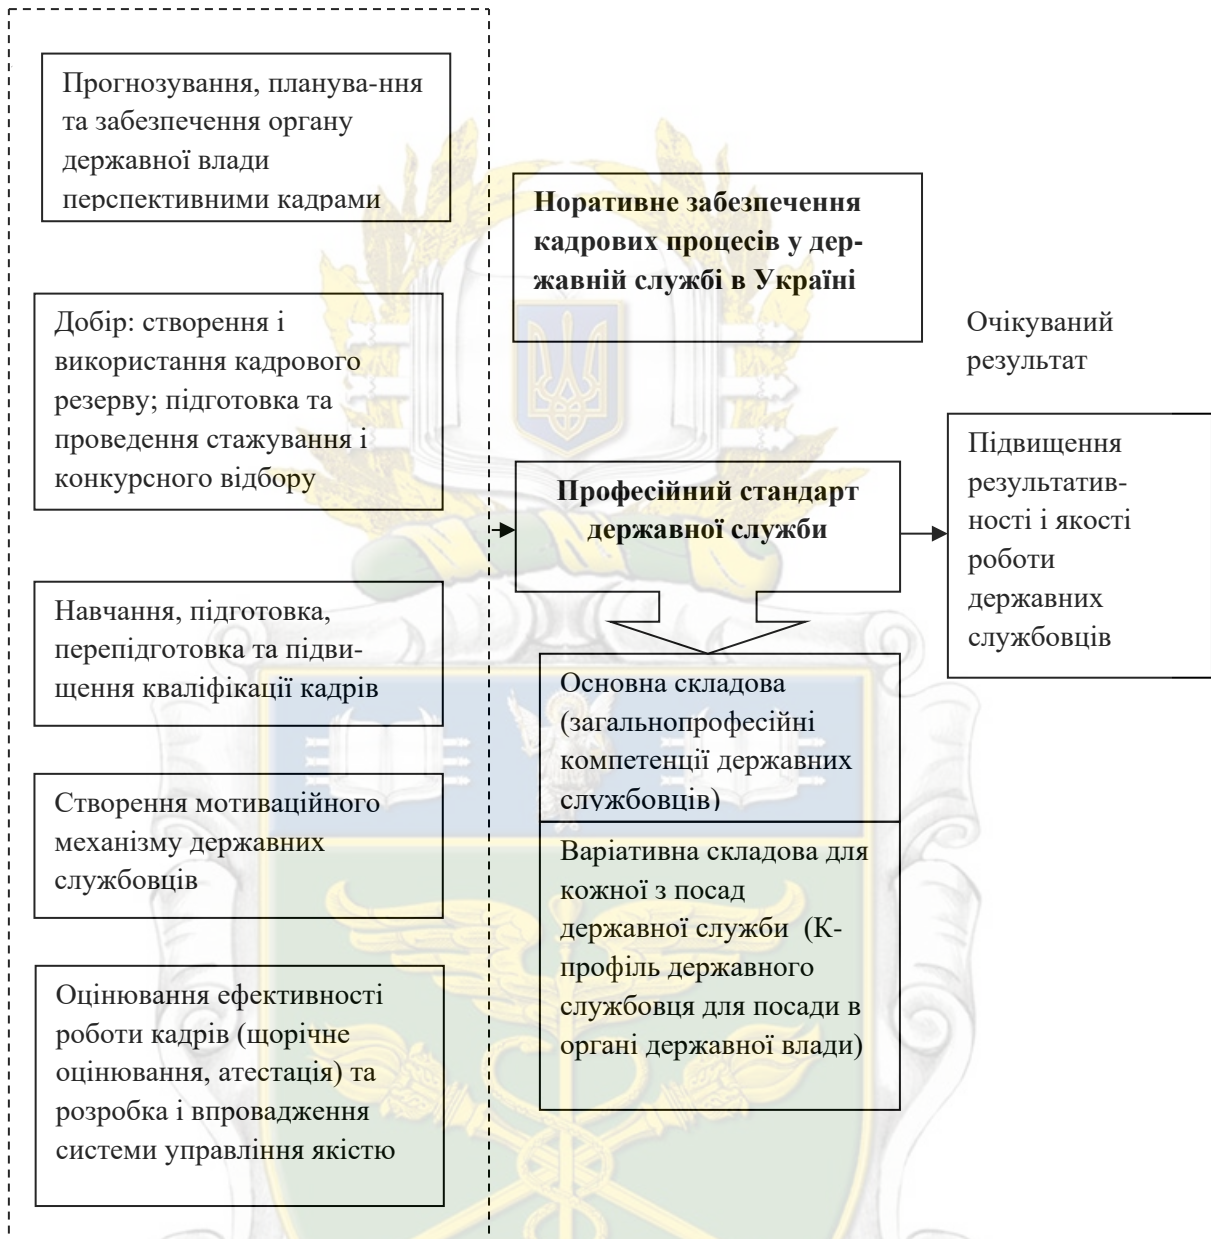 Прогнозування, планува-ння
та забезпечення органу
державної влади
перспективними кадрами
Добір: створення і
використання кадрового
резерву; підготовка та
проведення стажування і
конкурсного відбору
Навчання, підготовка,
перепідготовка та підви-
щення кваліфікації кадрів
Створення мотиваційного
механізму державних
службовців
Оцінювання ефективності
роботи кадрів (щорічне
оцінювання, атестація) та
розробка і впровадження
системи управління якістю
Норативне забезпечення
кадрових процесів у дер-
жавній службі в Україні
Професійний стандарт
державної служби
Основна складова
(загальнопрофесійні
компетенції державних
службовців)
Варіативна складова для
кожної з посад
державної служби (К-
профіль державного
службовця для посади в
органі державної влади)
Очікуваний
результат
Підвищення
результатив-
ності і якості
роботи
державних
службовців